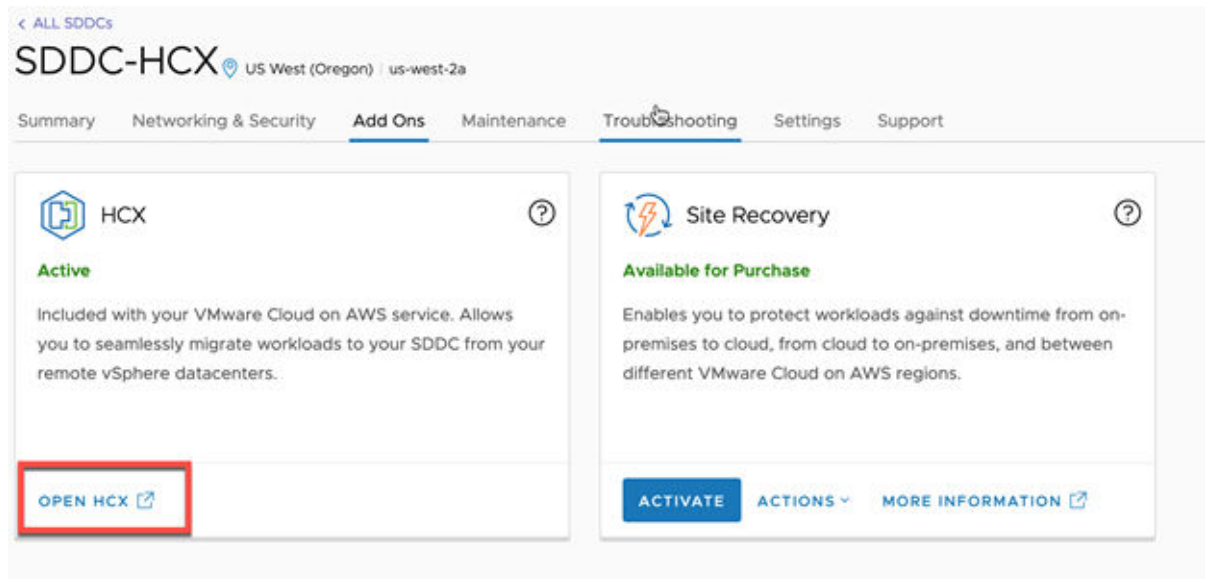 < ALL SDDCs
SDDC-HCX US West (Oregon) | us-west-2a
Summary Networking & Security Add Ons Maintenance Troubleshooting Settings Support
HCX ?
Active
Included with your VMware Cloud on AWS service. Allows
you to seamlessly migrate workloads to your SDDC from your
remote vSphere datacenters.
OPEN HCX
Site Recovery ?
Available for Purchase
Enables you to protect workloads against downtime from on-
premises to cloud, from cloud to on-premises, and between
different VMware Cloud on AWS regions.
ACTIVATE ACTIONS MORE INFORMATION